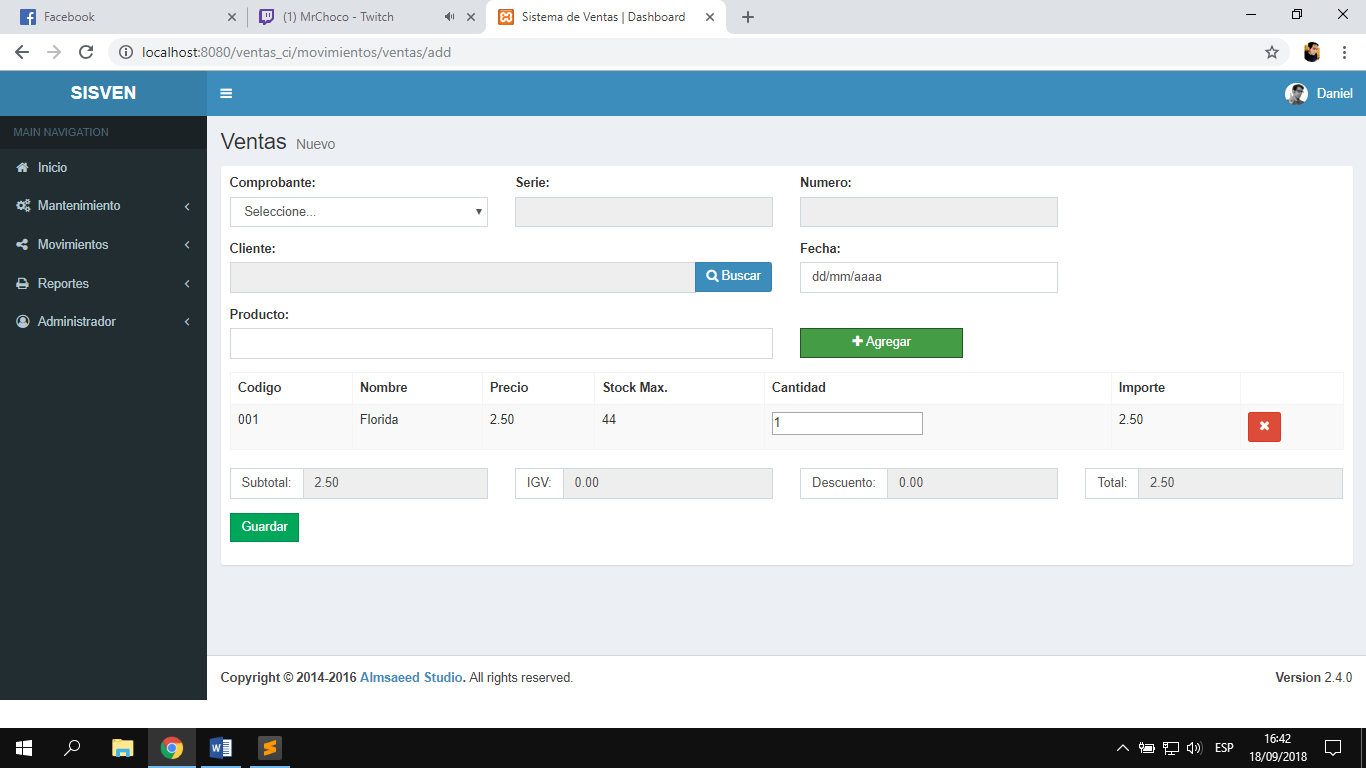 Facebook
(1) MrChoco - Twitch
Sistema de Ventas | Dashboard
localhost:8080/ventas_ci/movimientos/ventas/add
SISVEN
Daniel
MAIN NAVIGATION
Inicio
Mantenimiento
Movimientos
Reportes
Administrador
Ventas Nuevo
Comprobante: Serie: Numero:
Seleccione...
Cliente: Fecha:
Buscar dd/mm/aaaa
Producto:
Agregar
Codigo Nombre Precio Stock Max. Cantidad Importe
001 Florida 2.50 44 1 2.50
Subtotal: 2.50 IGV: 0.00 Descuento: 0.00 Total: 2.50
Guardar
Copyright © 2014-2016 Almsaeed Studio. All rights reserved. Version 2.4.0
ESP
16:42
18/09/2018